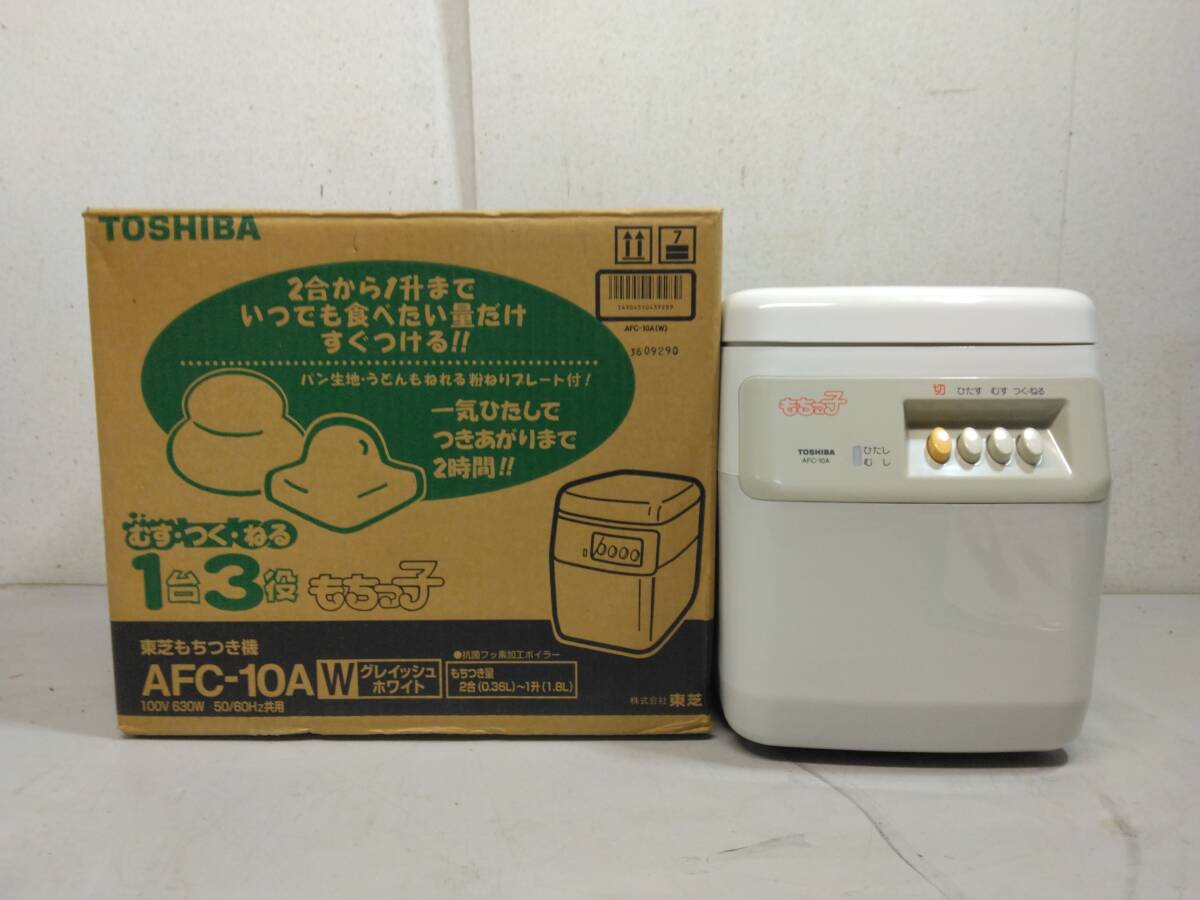 TOSHIBA
7
2合から1升まで
いつでも食べたい量だけ
すぐつける!!
パン生地・うどんもねれる粉ねりプレート付!
一気ひたしで
つきあがりまで
2時間!!
AFC-10A(W)
3609290
むす・つく・ねる
1台3役
もちっ子
東芝もちつき機
AFC-10A W グレイッシュ
ホワイト
100V 630W 50/60Hz共用
●抗菌フッ素加工ボイラー
もちつき量
2合(0.36L)~1升(1.8L)
株式会社 東芝
もちっ子
切 ひたす むす つく・ねる
TOSHIBA
AFC-10A
ひたし
むし